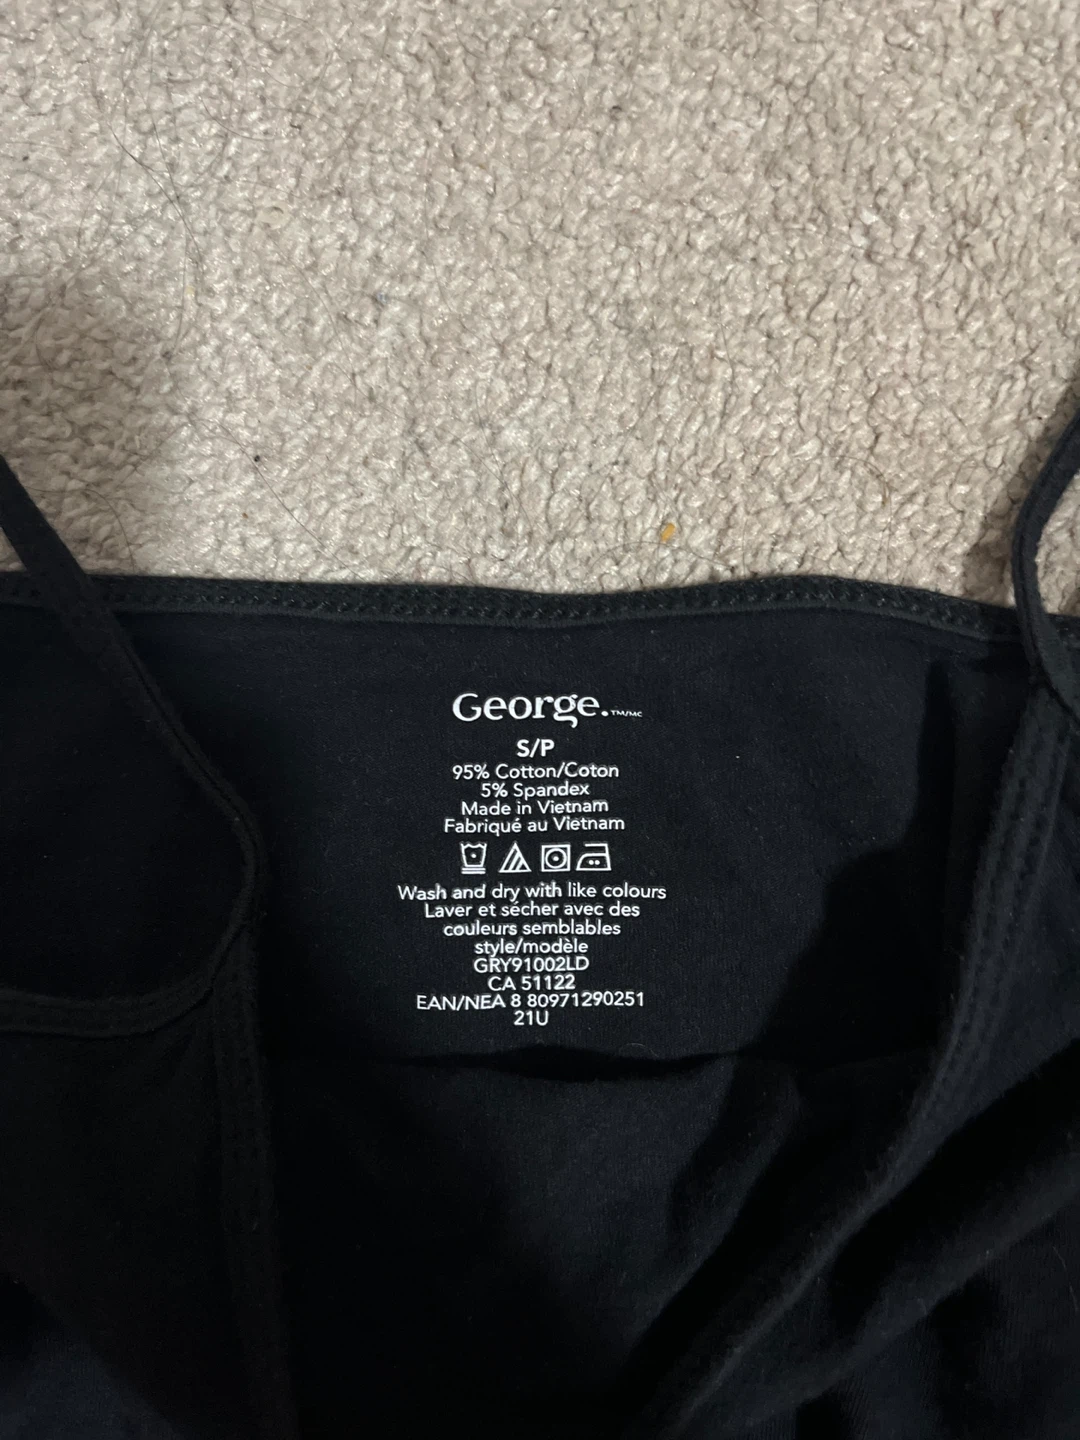 George.™/MC
S/P
95% Cotton/Coton
5% Spandex
Made in Vietnam
Fabriqué au Vietnam
Wash and dry with like colours
Laver et sécher avec des
couleurs semblables
style/modèle
GRY91002LD
CA 51122
EAN/NEA 8 80971290251
21U